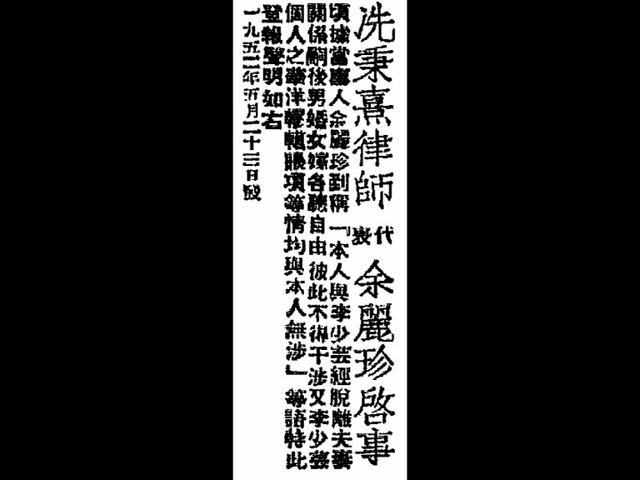 冼秉熹律師代表余麗珍啓事
頃據當事人余麗珍到稱「本人與李少芸經脫離夫妻
關係嗣後男婚女嫁各聽自由彼此不得干涉又李少芸
個人之華洋轇轕賬項等情均與本人無涉」等語特此
登報聲明如右
一九五二年五月二十三日發